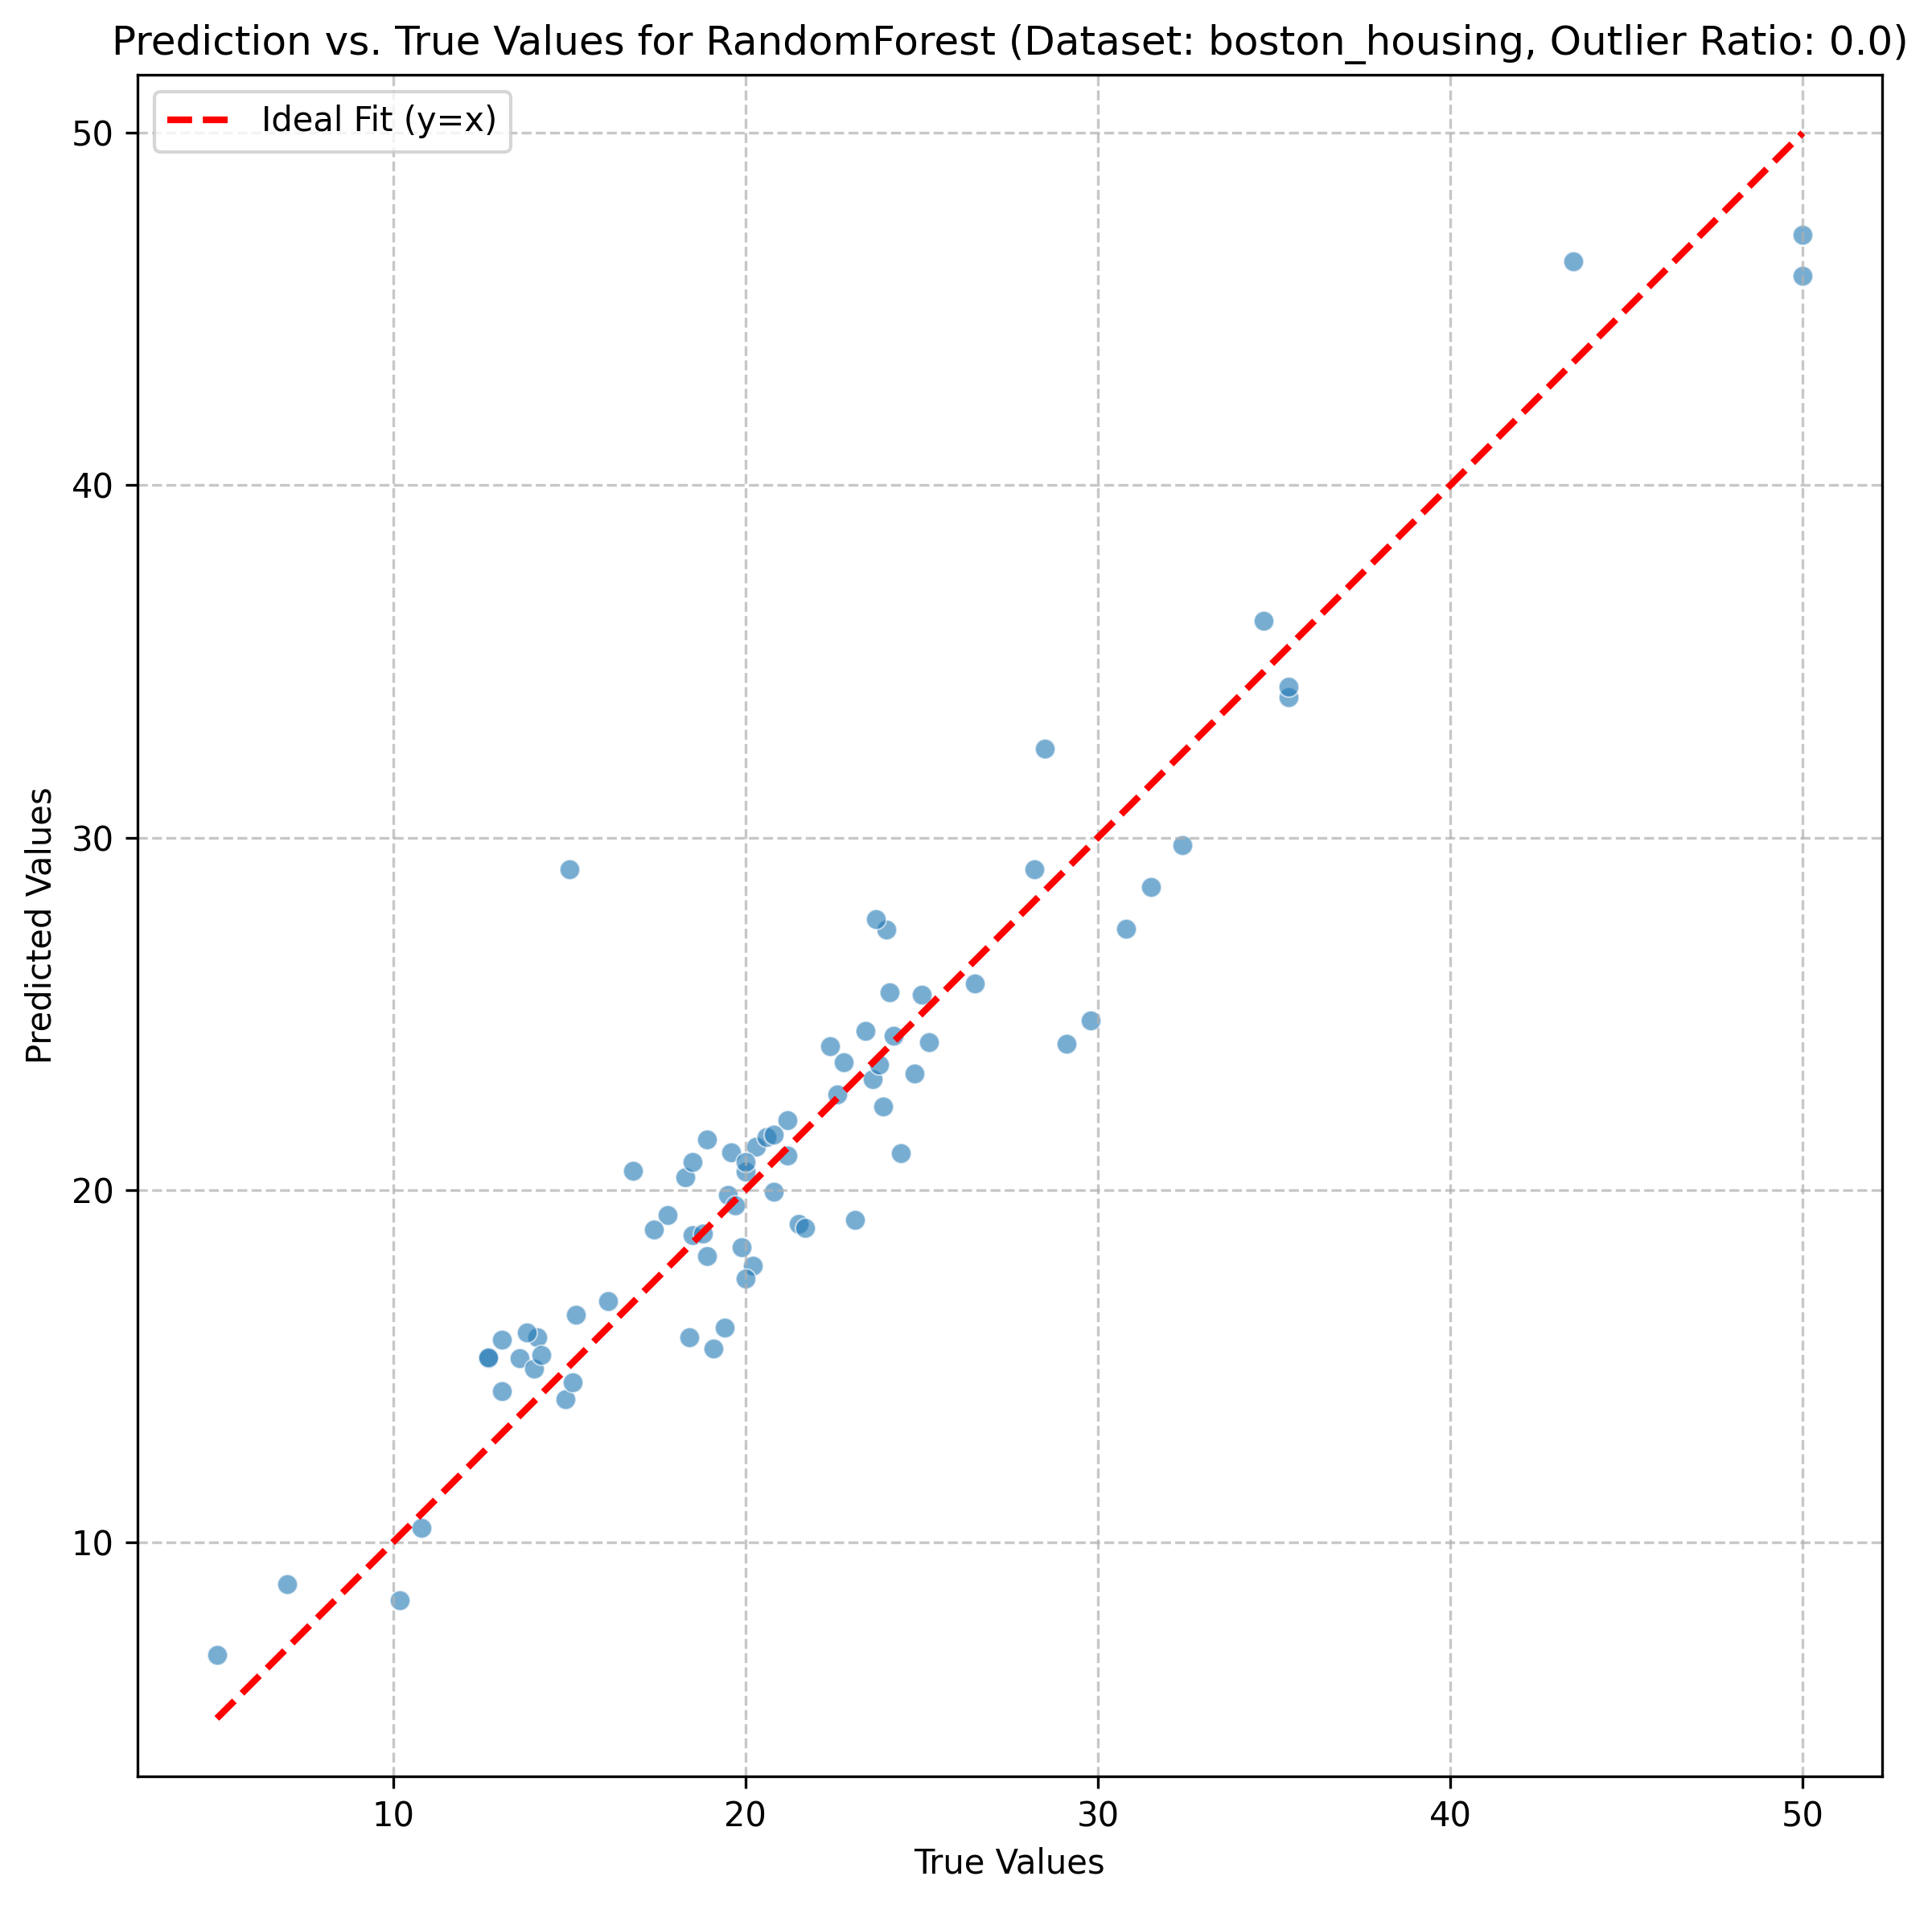 Prediction vs. True Values for RandomForest (Dataset: boston_housing, Outlier Ratio: 0.0)
Ideal Fit (y=x)
50
40
30
20
10
Predicted Values
10 20 30 40 50
True Values